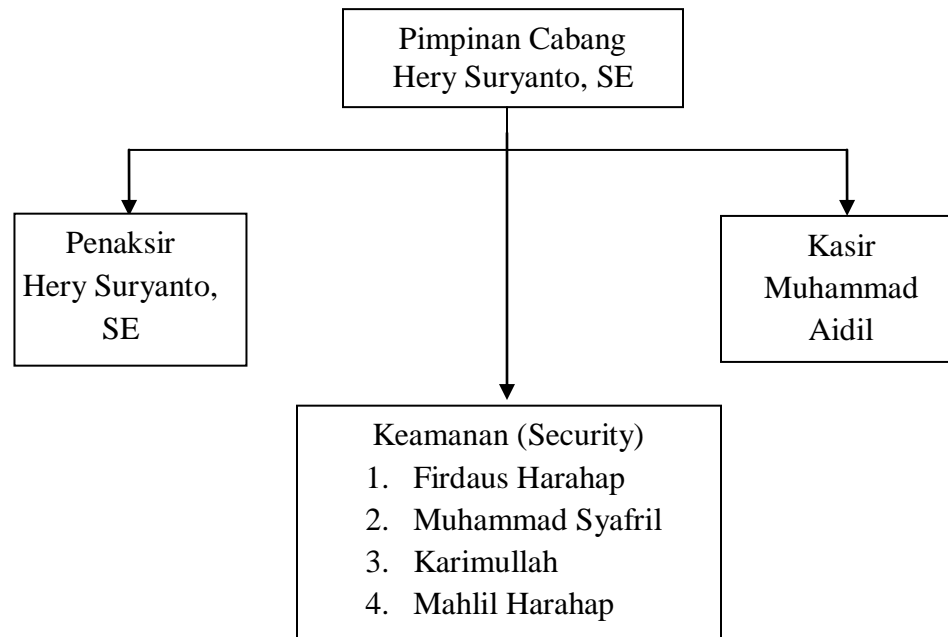 Pimpinan Cabang
Hery Suryanto, SE
Penaksir
Hery Suryanto,
SE
Kasir
Muhammad
Aidil
Keamanan (Security)
1. Firdaus Harahap
2. Muhammad Syafril
3. Karimullah
4. Mahlil Harahap